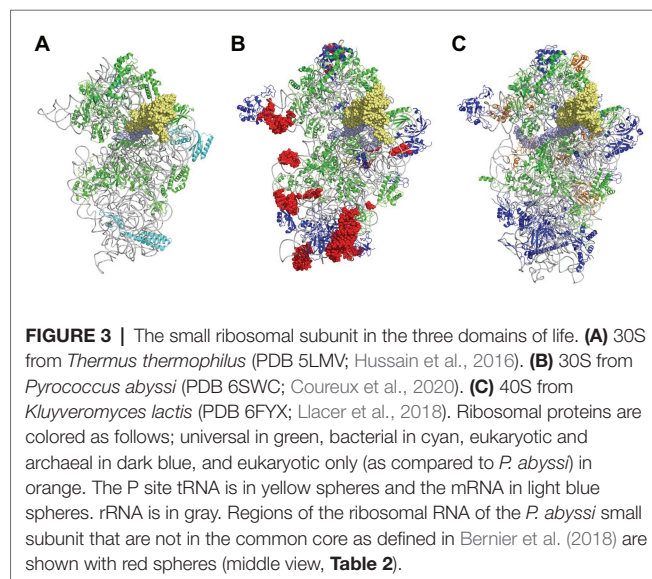 A B C
FIGURE 3 | The small ribosomal subunit in the three domains of life. (A) 30S
from Thermus thermophilus (PDB 5LMV; Hussain et al., 2016). (B) 30S from
Pyrococcus abyssi (PDB 6SWC; Coureux et al., 2020). (C) 40S from
Kluyveromyces lactis (PDB 6FYX; Llacer et al., 2018). Ribosomal proteins are
colored as follows; universal in green, bacterial in cyan, eukaryotic and
archaeal in dark blue, and eukaryotic only (as compared to P. abyssi) in
orange. The P site tRNA is in yellow spheres and the mRNA in light blue
spheres. rRNA is in gray. Regions of the ribosomal RNA of the P. abyssi small
subunit that are not in the common core as defined in Bernier et al. (2018) are
shown with red spheres (middle view, Table 2).